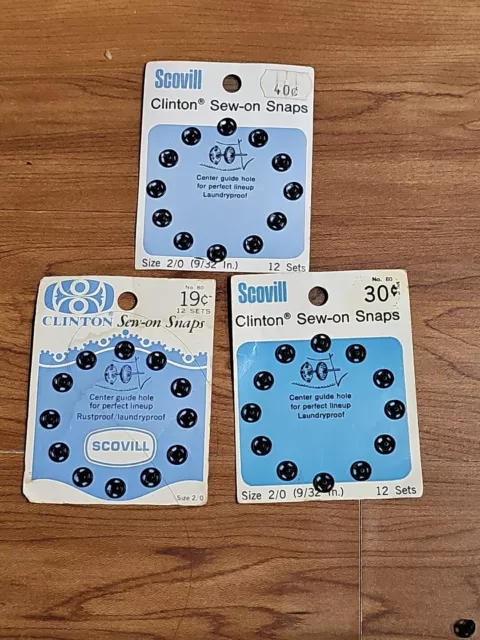 Scovill
40¢
Clinton® Sew-on Snaps
Center guide hole
for perfect lineup
Laundryproof
Size 2/0 (9/32 In.) 12 Sets
No. 80
19¢
12 SETS
CLINTON Sew-on Snaps
Center guide hole
for perfect lineup
Rustproof/laundryproof
SCOVILL
Size 2/0
Scovill
No. 80
30¢
Clinton® Sew-on Snaps
Center guide hole
for perfect lineup
Laundryproof
Size 2/0 (9/32 In.) 12 Sets